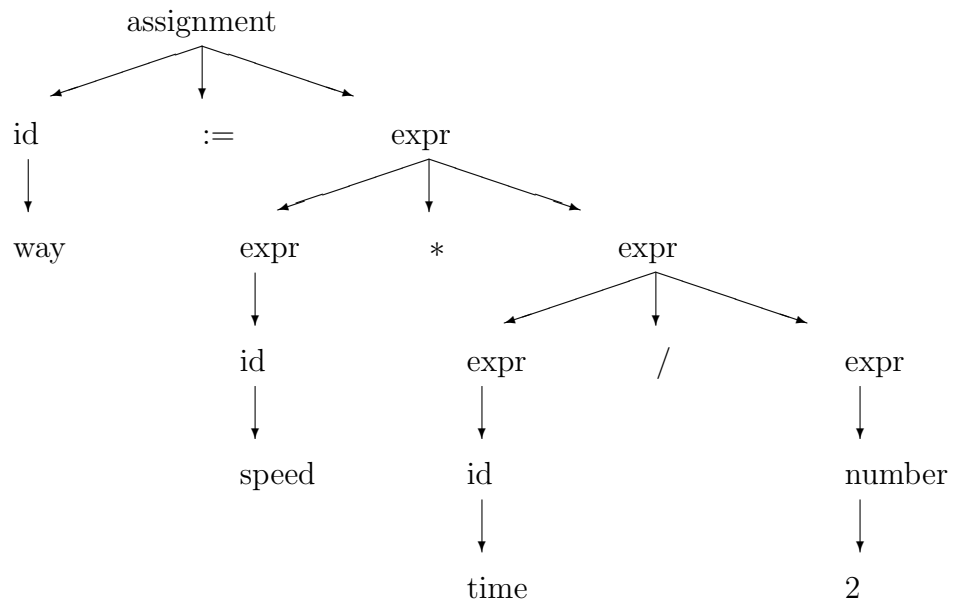 assignment
id := expr
way expr * expr
id expr / expr
speed id number
time 2